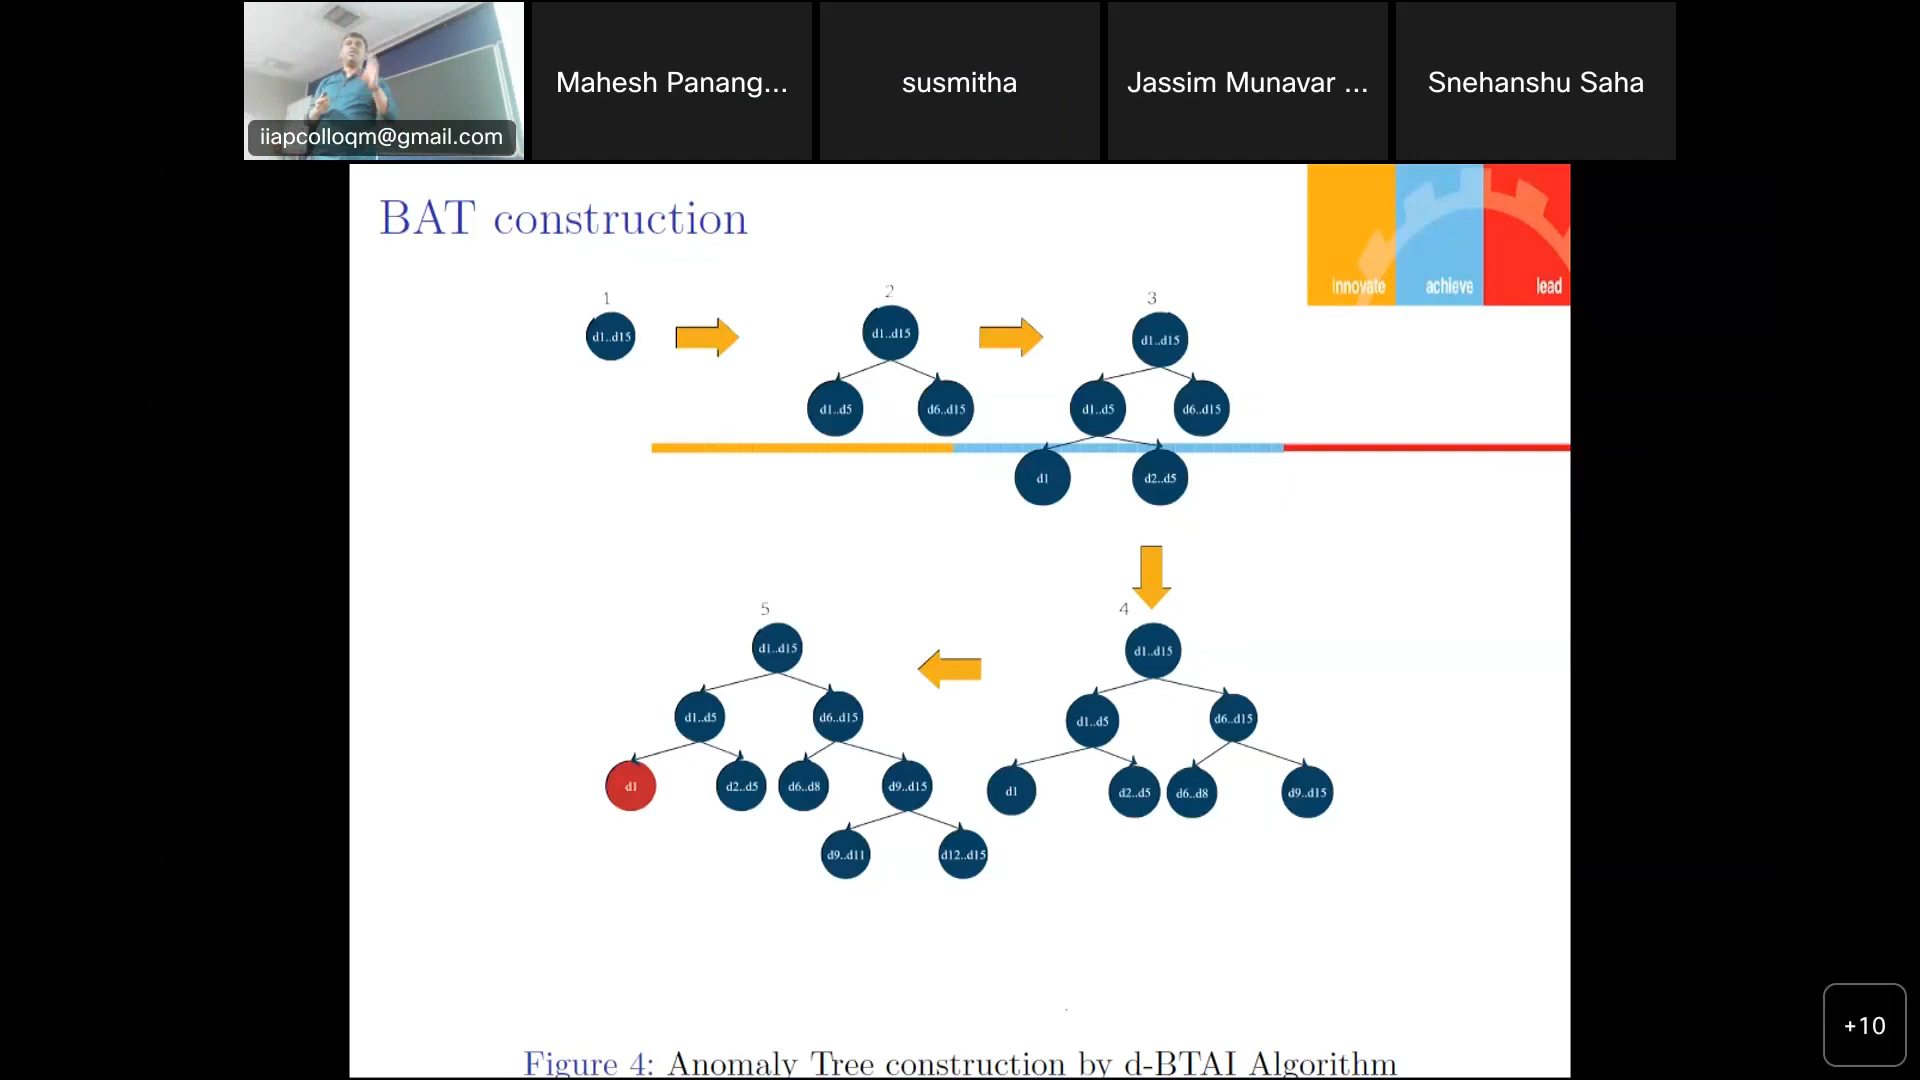 Mahesh Panang...
susmitha
Jassim Munavar ...
Snehanshu Saha
iiapcolloqm@gmail.com
BAT construction
innovate
achieve
lead
1
2
3
d1..d15
d1..d15
d1..d15
d1..d5
d6..d15
d1..d5
d6..d15
d1
d2..d5
5
4
d1..d15
d1..d15
d1..d5
d6..d15
d1..d5
d6..d15
d1
d2..d5
d6..d8
d9..d15
d1
d2..d5
d6..d8
d9..d15
d9..d11
d12..d15
+10
Figure 4: Anomaly Tree construction by d-BTAI Algorithm